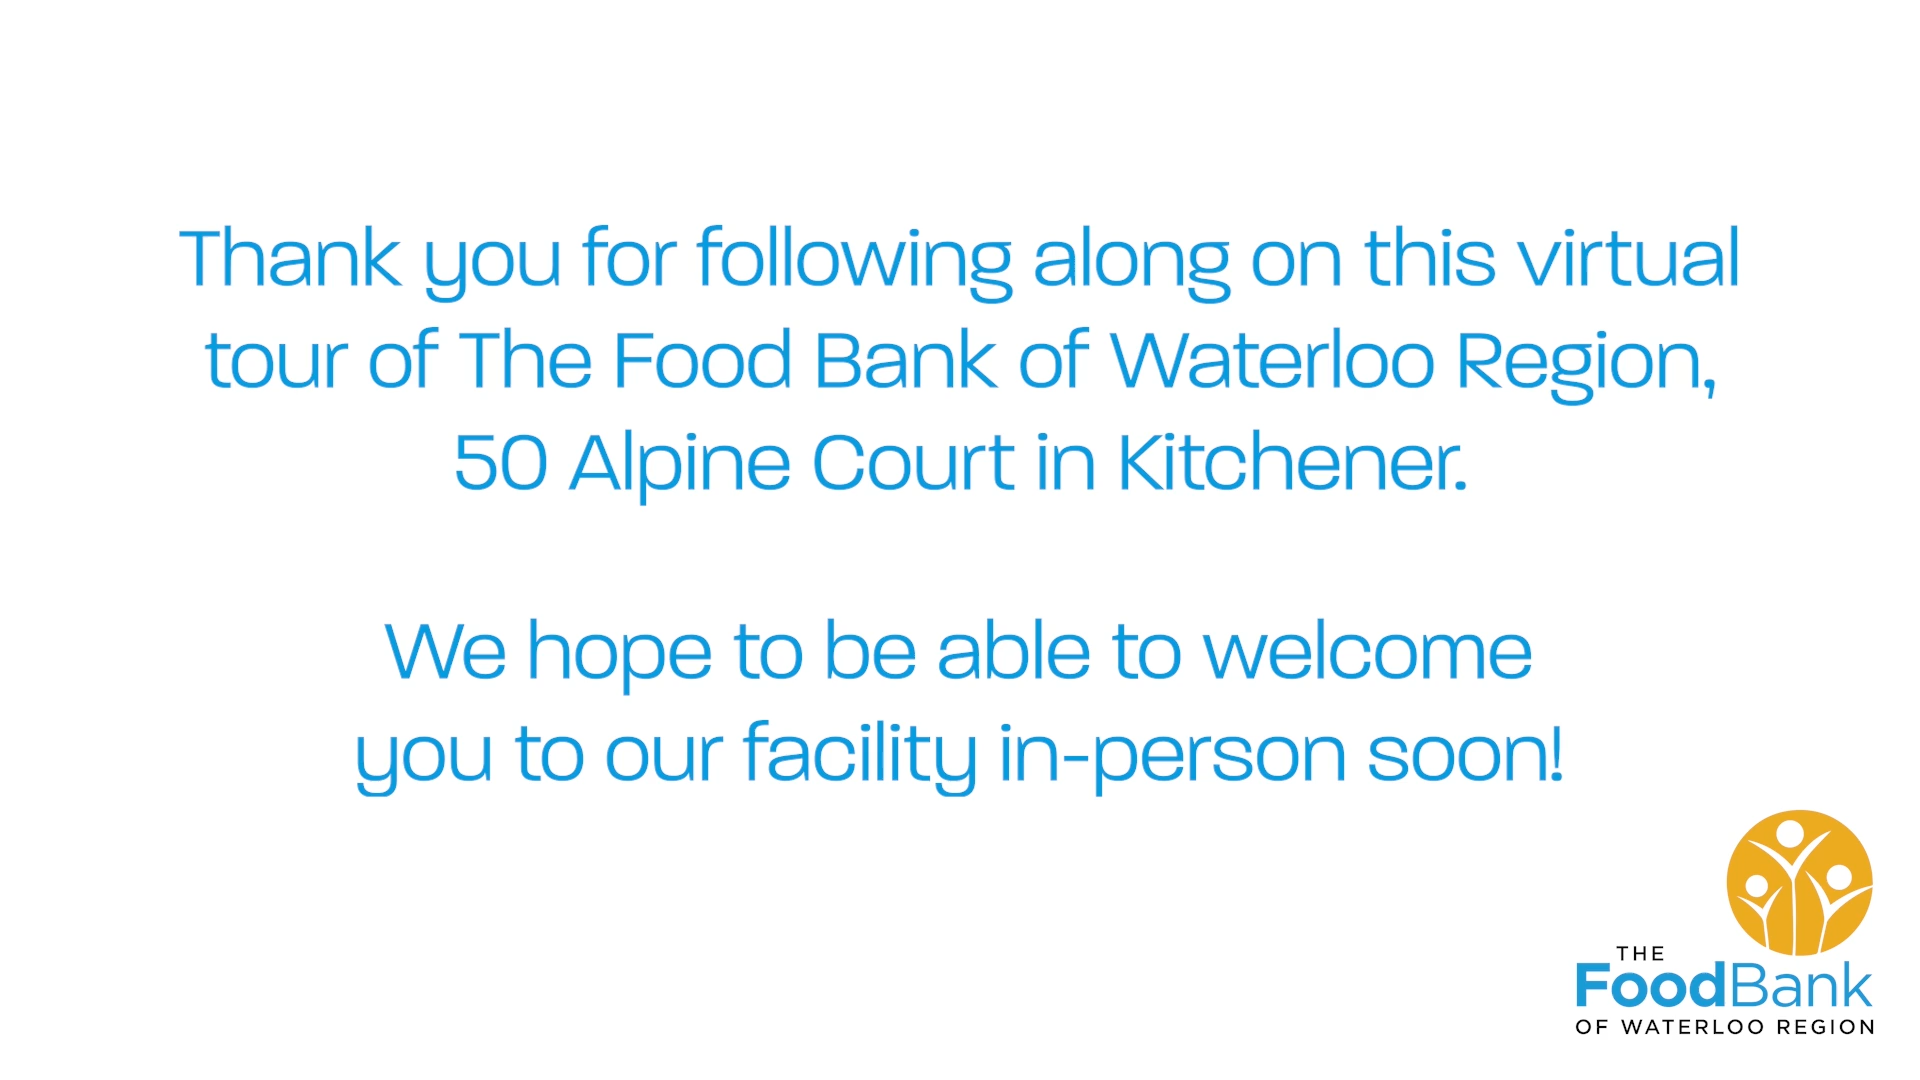 Thank you for following along on this virtual
tour of The Food Bank of Waterloo Region,
50 Alpine Court in Kitchener.
We hope to be able to welcome
you to our facility in-person soon!
THE
FoodBank
OF WATERLOO REGION